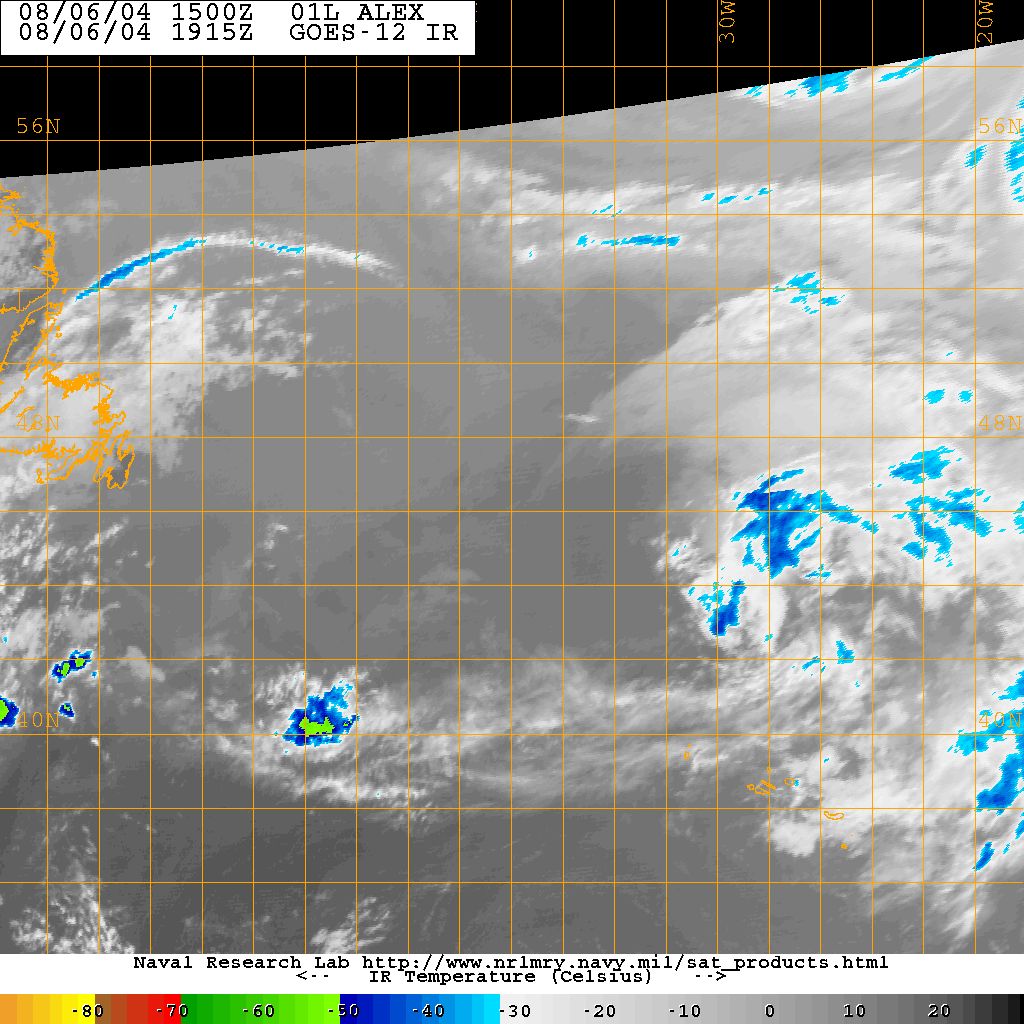 08/06/04 1500Z 01L ALEX
08/06/04 1915Z GOES-12 IR
30W 20W
56N 56N
48N 48N
40N 40N
Naval Research Lab http://www.nrlmry.navy.mil/sat_products.html
<-- IR Temperature (Celsius) -->
-80 -70 -60 -50 -40 -30 -20 -10 0 10 20